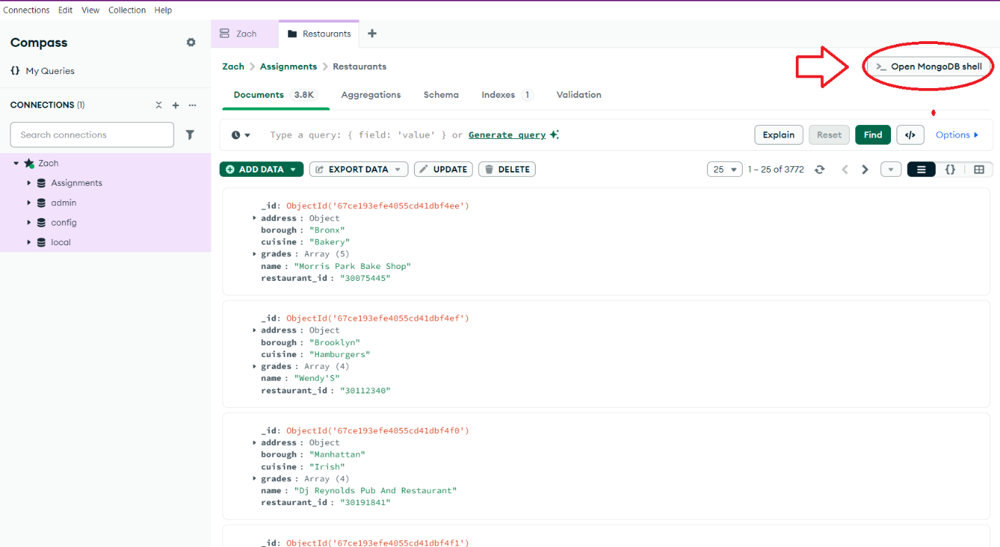 Connections Edit View Collection Help
Compass
{} My Queries
CONNECTIONS (1)
Search connections
Zach
Assignments
admin
config
local
Zach Restaurants
Zach > Assignments > Restaurants
>_ Open MongoDB shell
Documents 3.8K Aggregations Schema Indexes 1 Validation
Type a query: { field: 'value' } or Generate query
Explain Reset Find </> Options
ADD DATA EXPORT DATA UPDATE DELETE
25 1 – 25 of 3772 {}
_id: ObjectId('67ce193efe4055cd41dbf4ee')
address : Object
borough : "Bronx"
cuisine : "Bakery"
grades : Array (5)
name : "Morris Park Bake Shop"
restaurant_id : "30075445"
_id: ObjectId('67ce193efe4055cd41dbf4ef')
address : Object
borough : "Brooklyn"
cuisine : "Hamburgers"
grades : Array (4)
name : "Wendy'S"
restaurant_id : "30112340"
_id: ObjectId('67ce193efe4055cd41dbf4f0')
address : Object
borough : "Manhattan"
cuisine : "Irish"
grades : Array (4)
name : "Dj Reynolds Pub And Restaurant"
restaurant_id : "30191841"
_id: ObjectId('67ce193efe4055cd41dbf4f1')